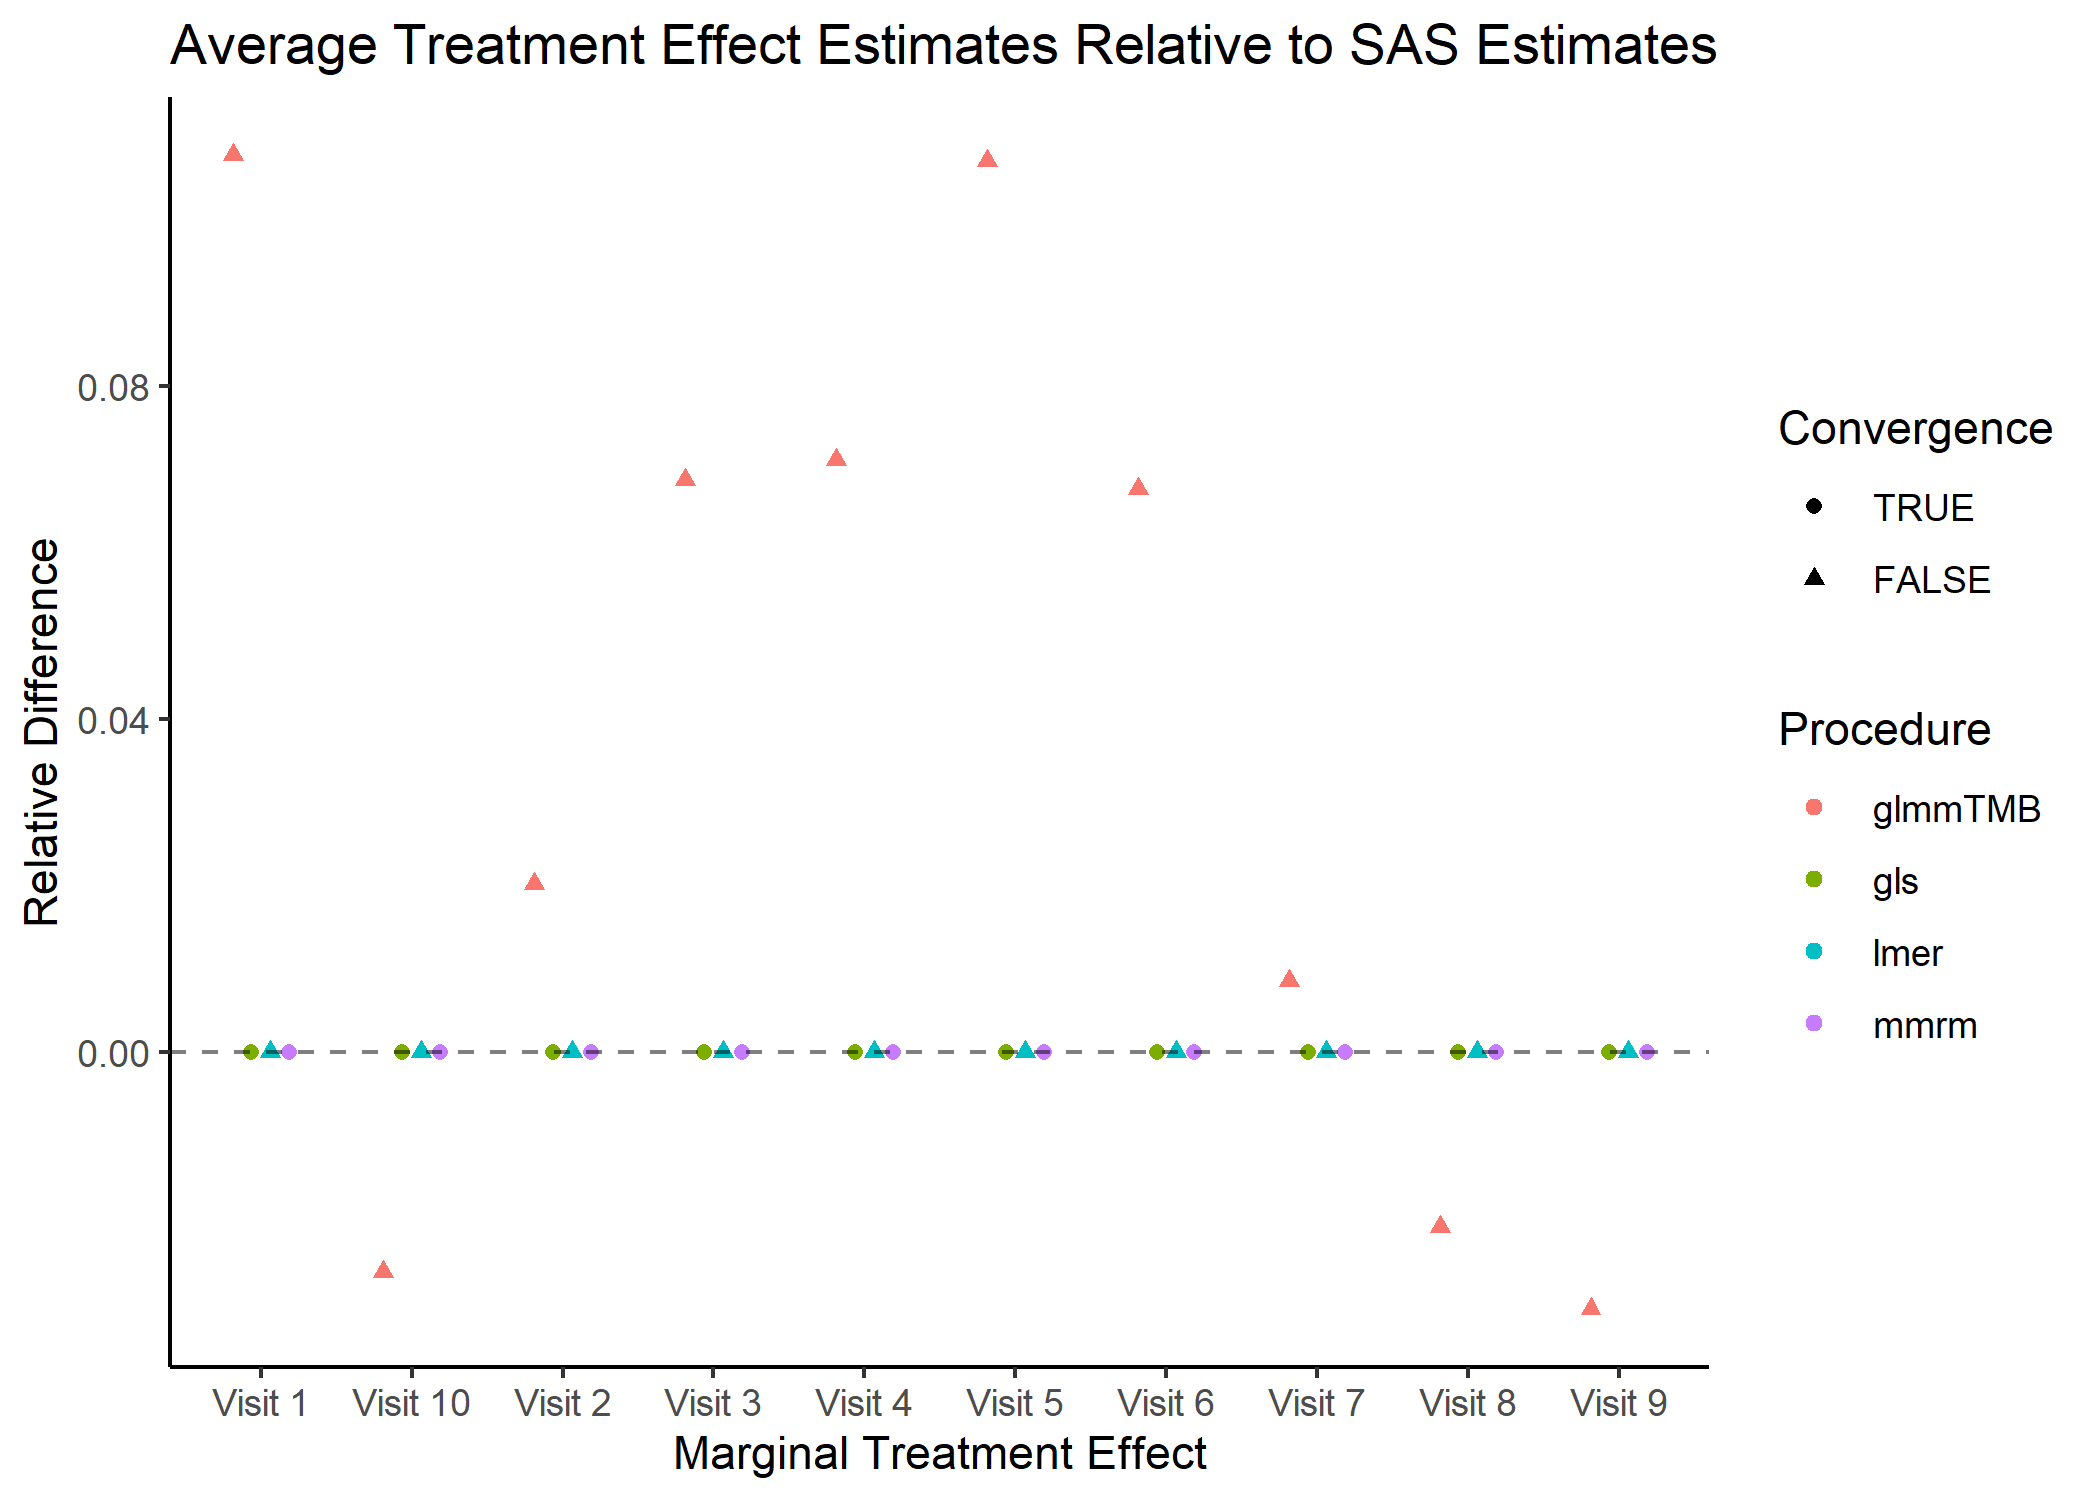 Average Treatment Effect Estimates Relative to SAS Estimates
Relative Difference
0.08
0.04
0.00
Visit 1 Visit 10 Visit 2 Visit 3 Visit 4 Visit 5 Visit 6 Visit 7 Visit 8 Visit 9
Marginal Treatment Effect
Convergence
TRUE
FALSE
Procedure
glmmTMB
gls
lmer
mmrm